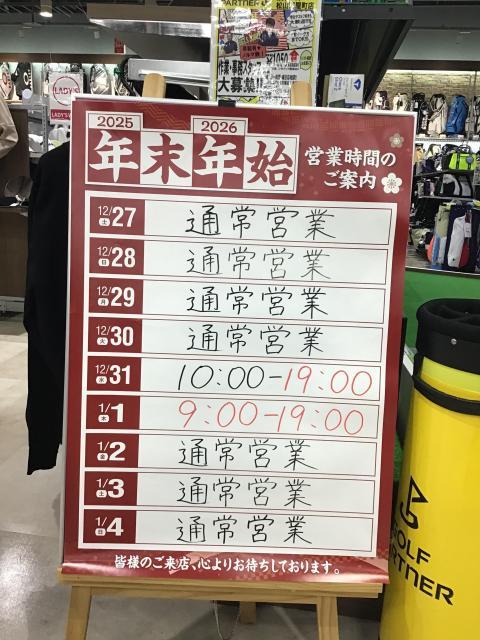 PARTNER
大募集!!
LADY'S
2025 2026
年末年始 営業時間の
ご案内
12/27 土 通常営業
12/28 日 通常営業
12/29 月 通常営業
12/30 火 通常営業
12/31 水 10:00-19:00
1/1 木 9:00-19:00
1/2 金 通常営業
1/3 土 通常営業
1/4 日 通常営業
皆様のご来店、心よりお待ちしております。
GOLF
PARTNER